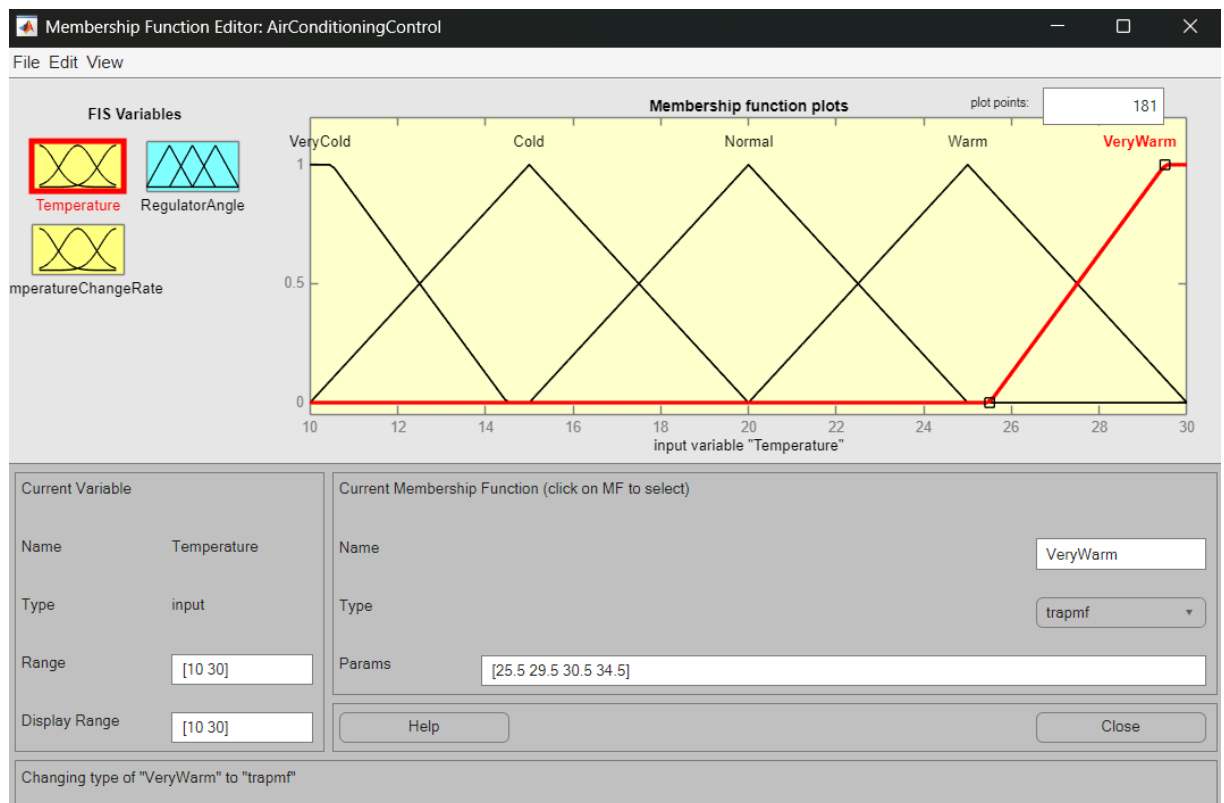 Membership Function Editor: AirConditioningControl
File Edit View
FIS Variables
Temperature
RegulatorAngle
mperatureChangeRate
Membership function plots
plot points:
181
VeryCold
Cold
Normal
Warm
VeryWarm
1
0.5
0
10 12 14 16 18 20 22 24 26 28 30
input variable "Temperature"
Current Variable
Name Temperature
Type input
Range [10 30]
Display Range [10 30]
Current Membership Function (click on MF to select)
Name VeryWarm
Type trapmf
Params [25.5 29.5 30.5 34.5]
Help
Close
Changing type of "VeryWarm" to "trapmf"